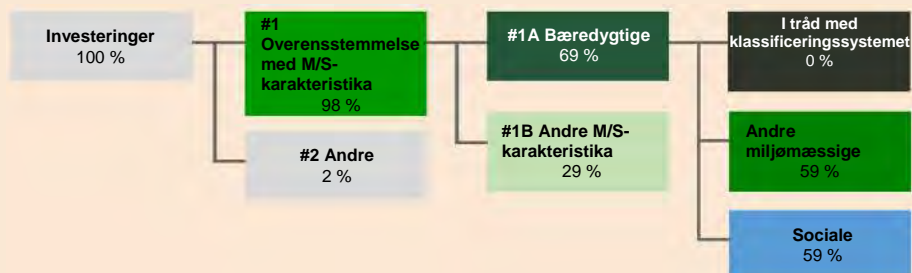 Investeringer
100 %
#1
Overensstemmelse
med M/S-
karakteristika
98 %
#2 Andre
2 %
#1A Bæredygtige
69 %
#1B Andre M/S-
karakteristika
29 %
I tråd med
klassificeringssystemet
0 %
Andre
miljømæssige
59 %
Sociale
59 %